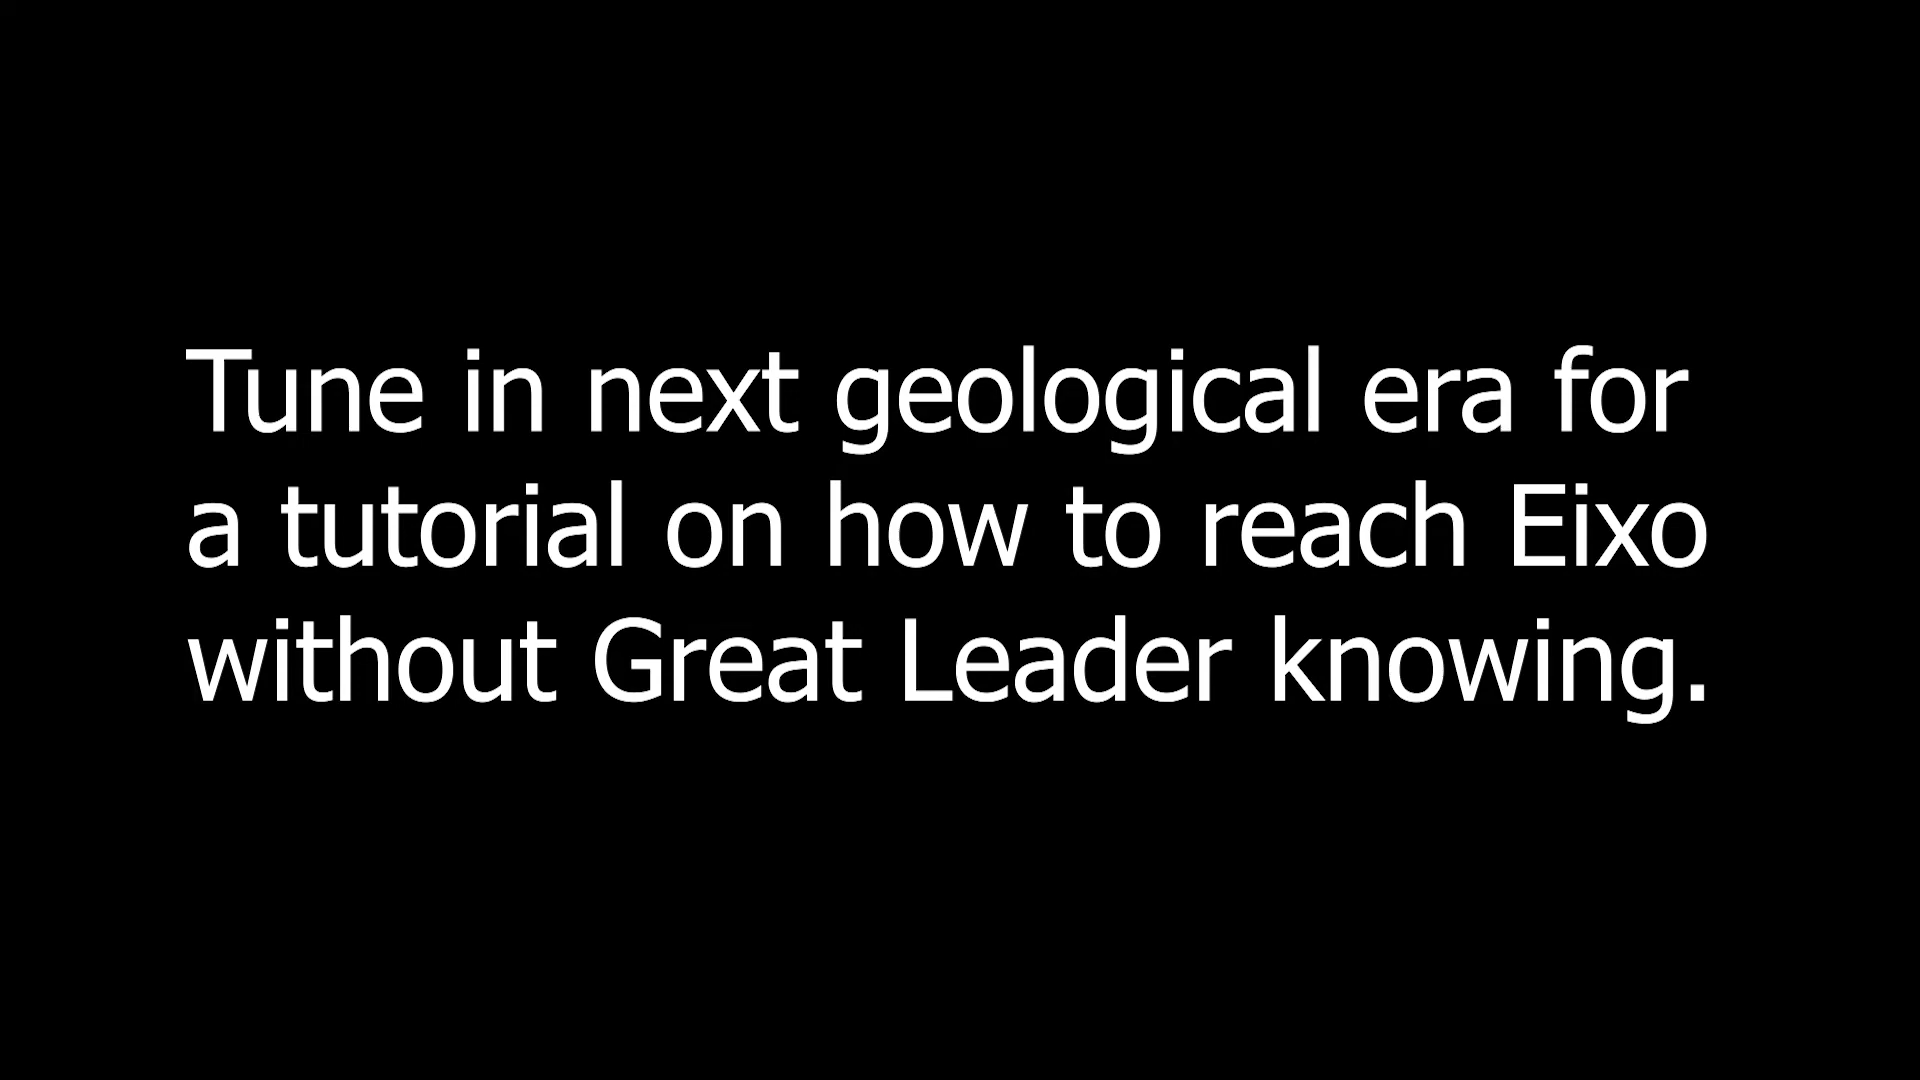 Tune in next geological era for
a tutorial on how to reach Eixo
without Great Leader knowing.